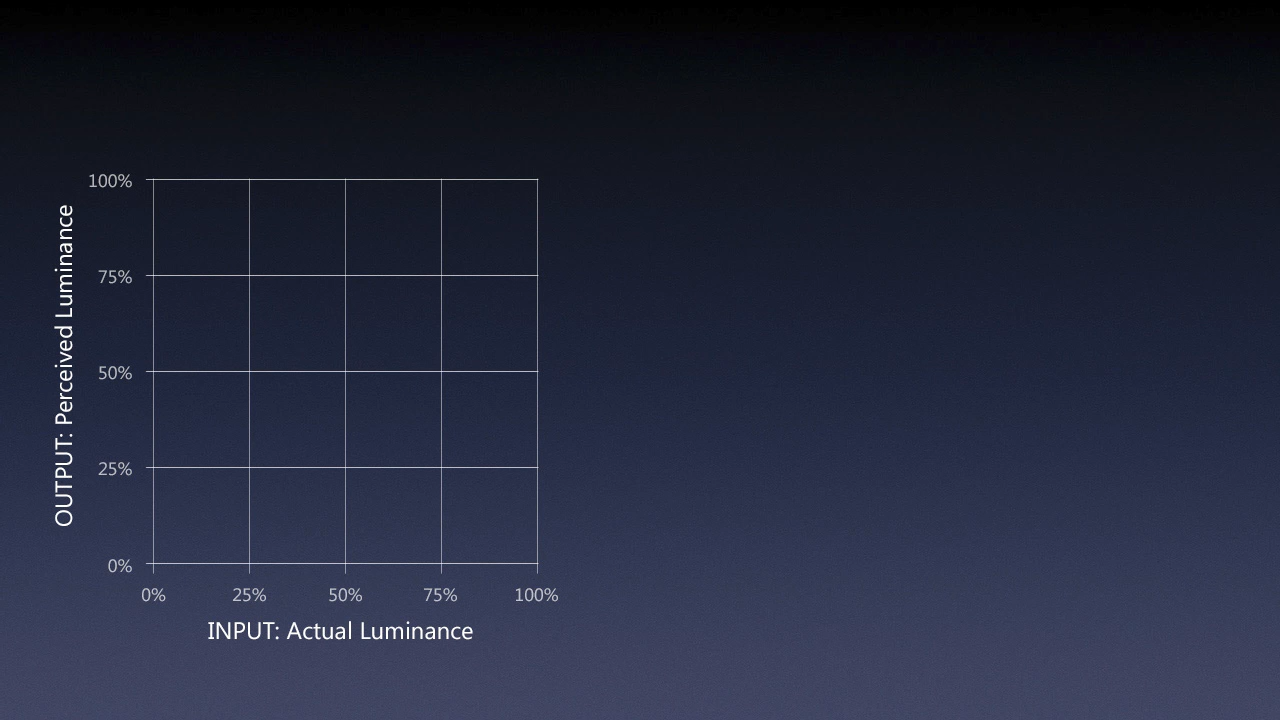 100%
75%
50%
25%
0%
OUTPUT: Perceived Luminance
0% 25% 50% 75% 100%
INPUT: Actual Luminance